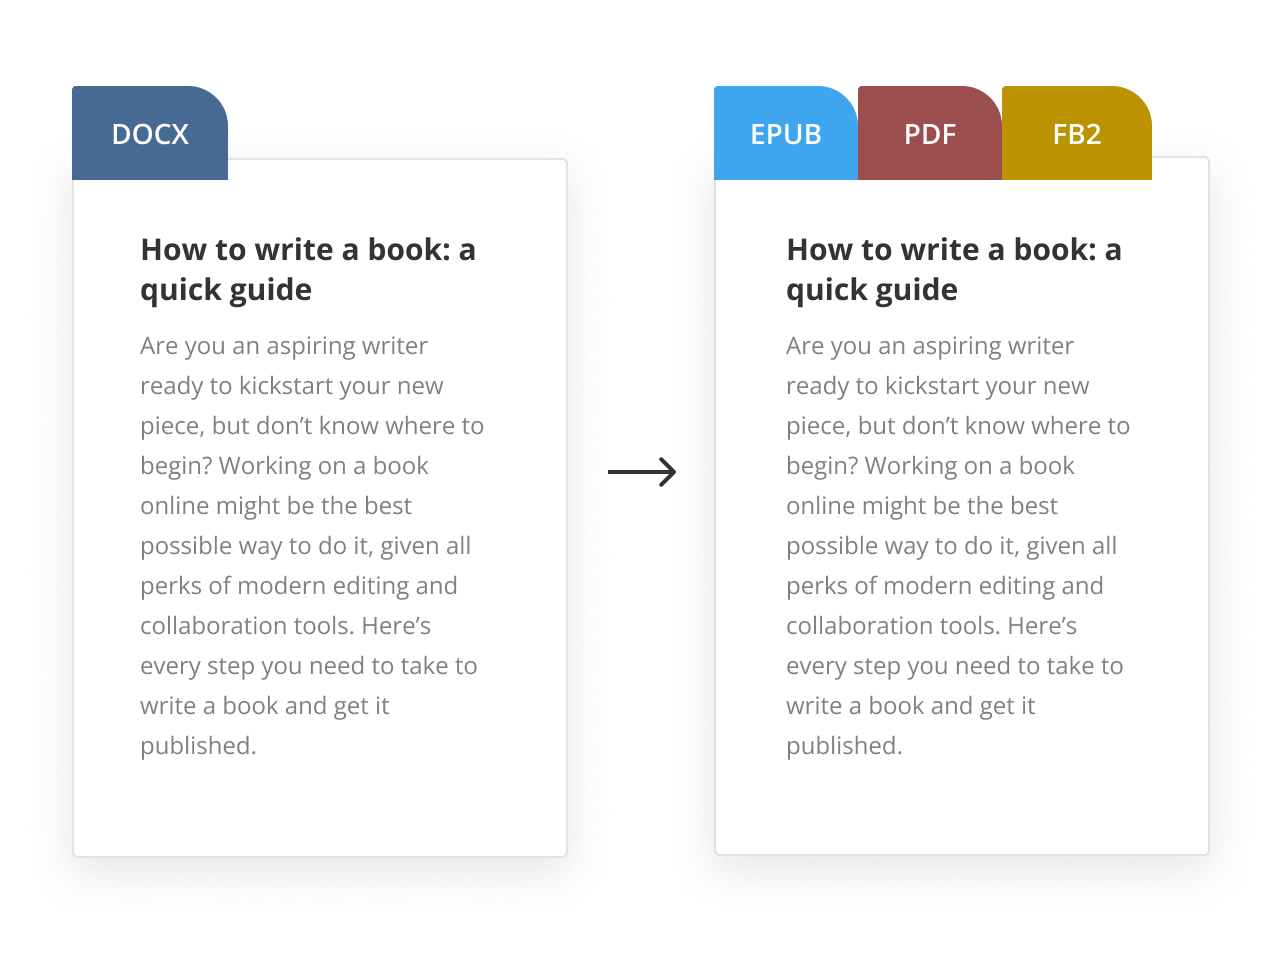 DOCX
How to write a book: a
quick guide
Are you an aspiring writer
ready to kickstart your new
piece, but don’t know where to
begin? Working on a book
online might be the best
possible way to do it, given all
perks of modern editing and
collaboration tools. Here’s
every step you need to take to
write a book and get it
published.
EPUB
PDF
FB2
How to write a book: a
quick guide
Are you an aspiring writer
ready to kickstart your new
piece, but don’t know where to
begin? Working on a book
online might be the best
possible way to do it, given all
perks of modern editing and
collaboration tools. Here’s
every step you need to take to
write a book and get it
published.